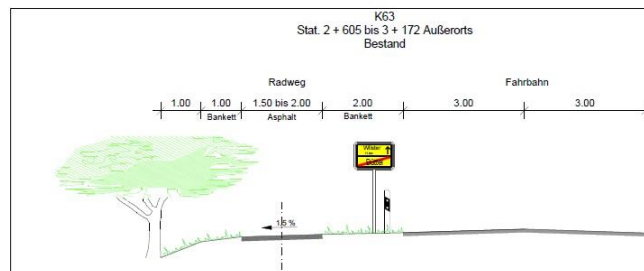 K63
Stat. 2 + 605 bis 3 + 172 Außerorts
Bestand
Radweg Fahrbahn
1.00 1.00 1.50 bis 2.00 2.00 3.00 3.00
Bankett Asphalt Bankett
Wilster
1.5 %